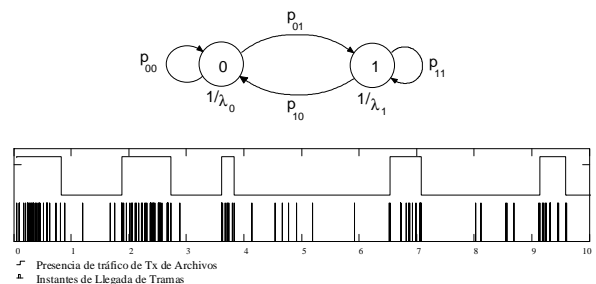 p01
p00 0 1 p11
1/λ0 p10 1/λ1
0 1 2 3 4 5 6 7 8 9 10
Presencia de tráfico de Tx de Archivos
Instantes de Llegada de Tramas